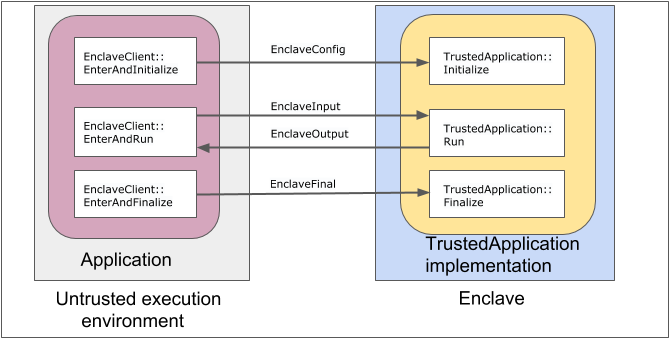 EnclaveClient::
EnterAndInitialize
EnclaveConfig
TrustedApplication::
Initialize
EnclaveClient::
EnterAndRun
EnclaveInput
EnclaveOutput
TrustedApplication::
Run
EnclaveClient::
EnterAndFinalize
EnclaveFinal
TrustedApplication::
Finalize
Application
TrustedApplication
implementation
Untrusted execution
environment
Enclave